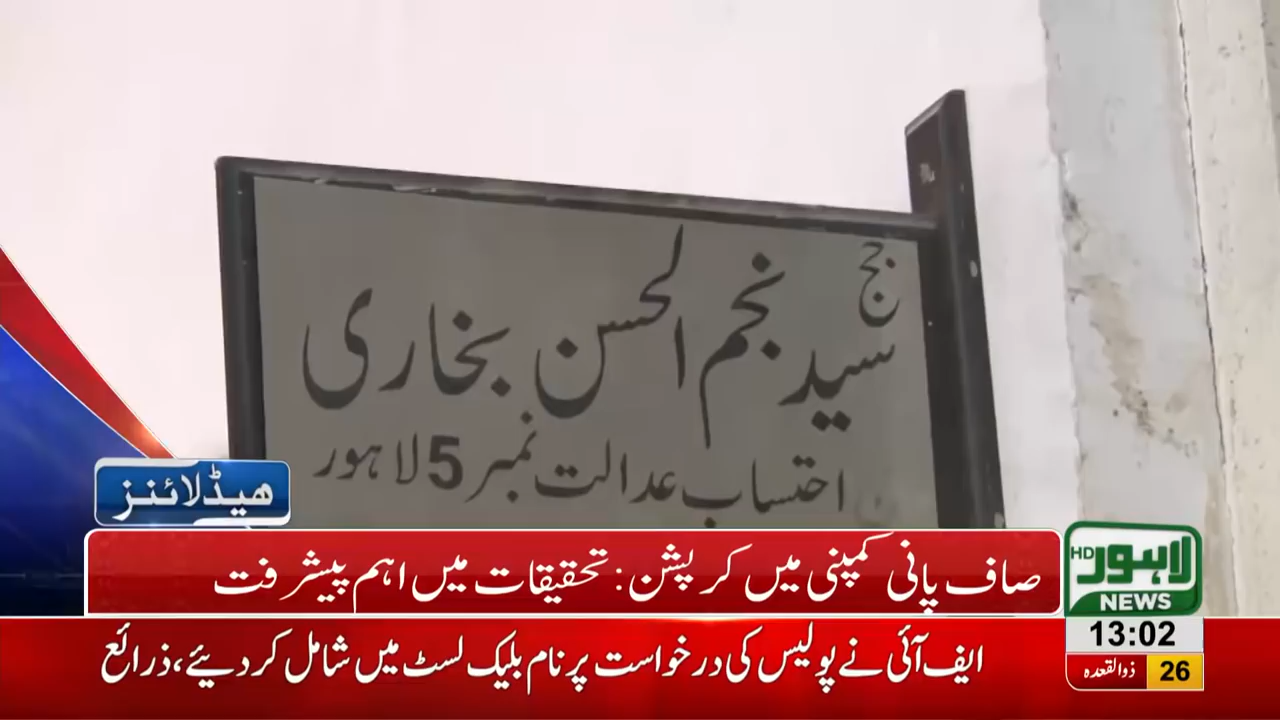 جج
سید نجم الحسن بخاری
احتساب عدالت نمبر 5 لاہور
ھیڈلائنز
صاف پانی کمپنی میں کرپشن: تحقیقات میں اہم پیشرفت
ایف آئی نے پولیس کی درخواست پر نام بلیک لسٹ میں شامل کر دیئے، ذرائع
لاہور HD
NEWS
13:02
26 ذوالقعدہ